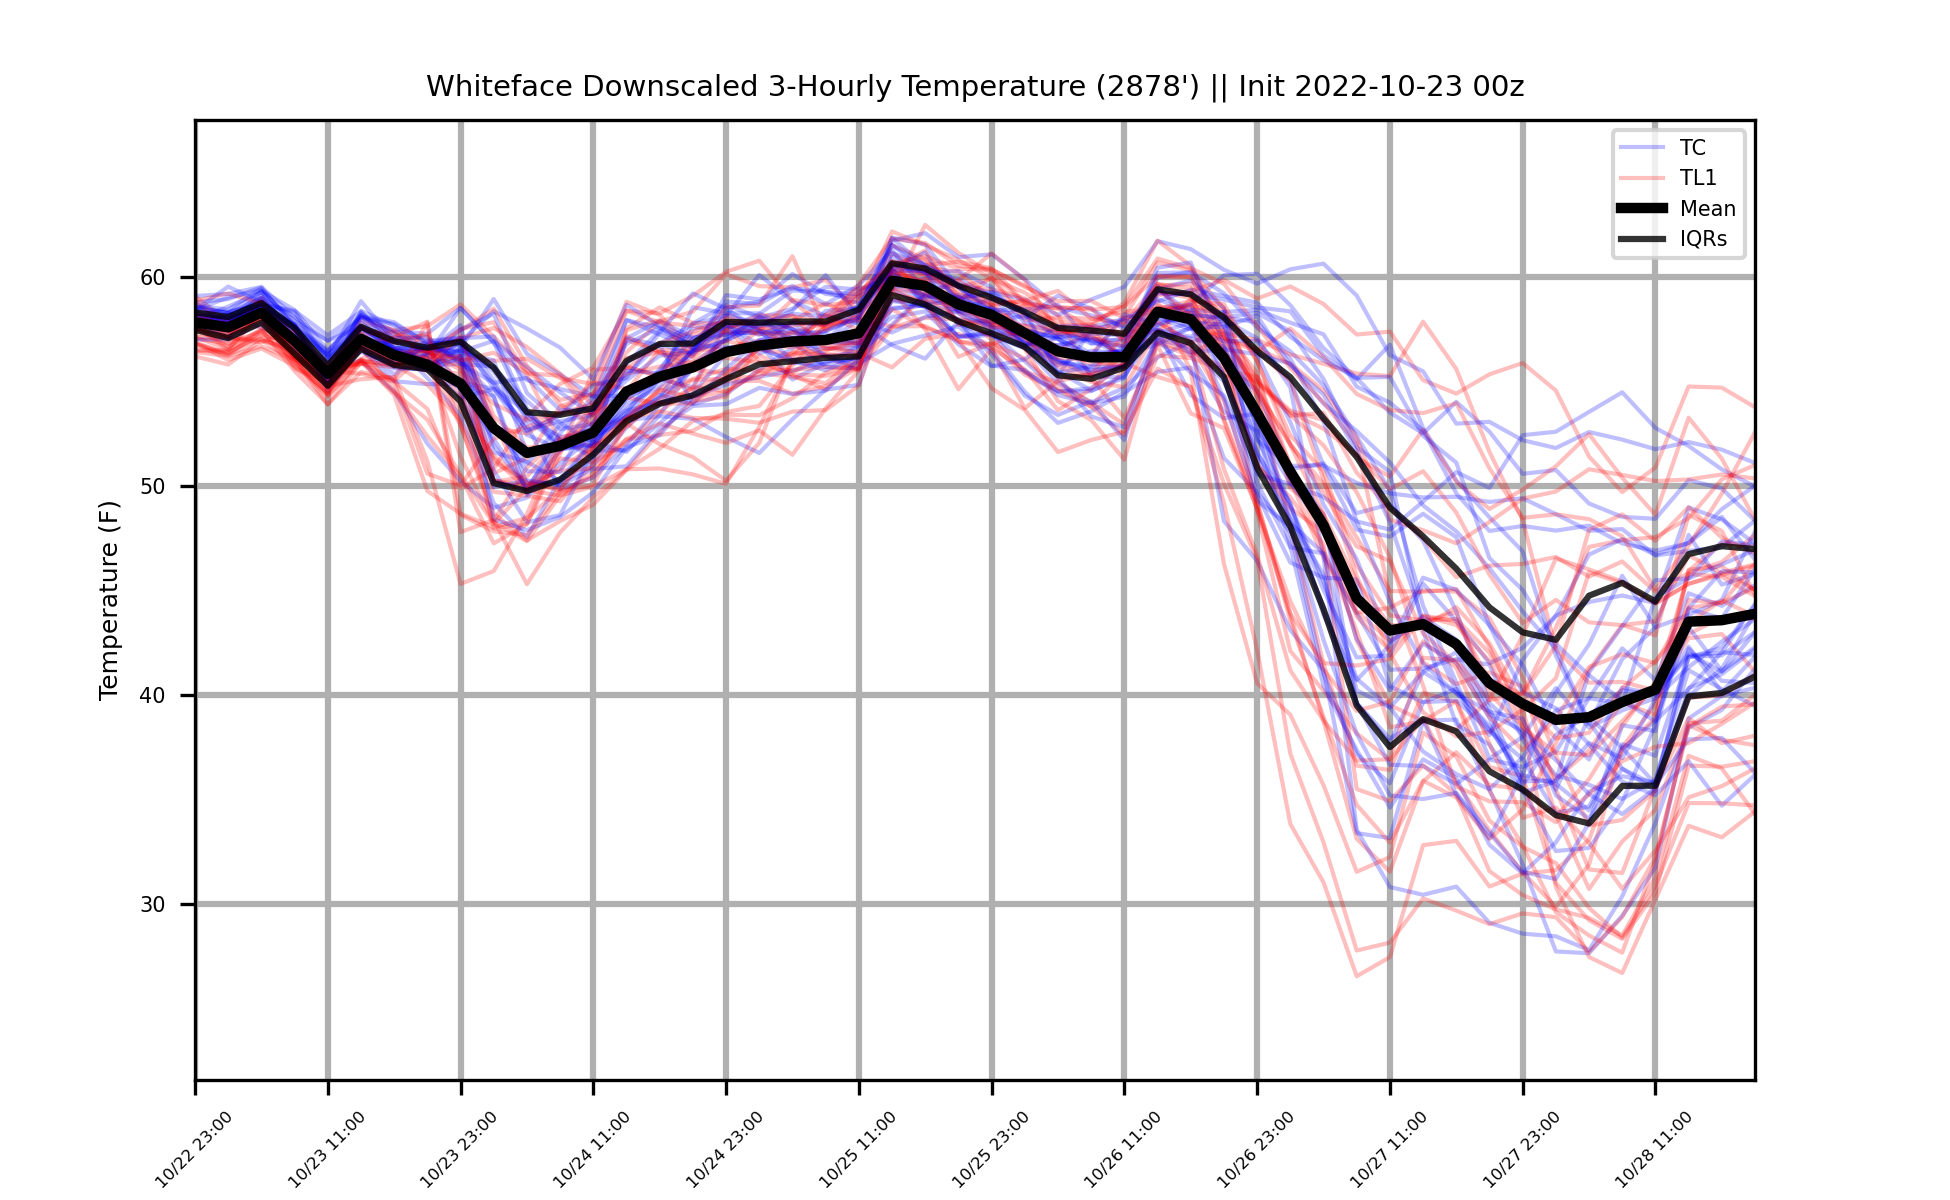 Whiteface Downscaled 3-Hourly Temperature (2878') || Init 2022-10-23 00z
TC
TL1
Mean
IQRs
Temperature (F)
60
50
40
30
10/22 23:00
10/23 11:00
10/23 23:00
10/24 11:00
10/24 23:00
10/25 11:00
10/25 23:00
10/26 11:00
10/26 23:00
10/27 11:00
10/27 23:00
10/28 11:00